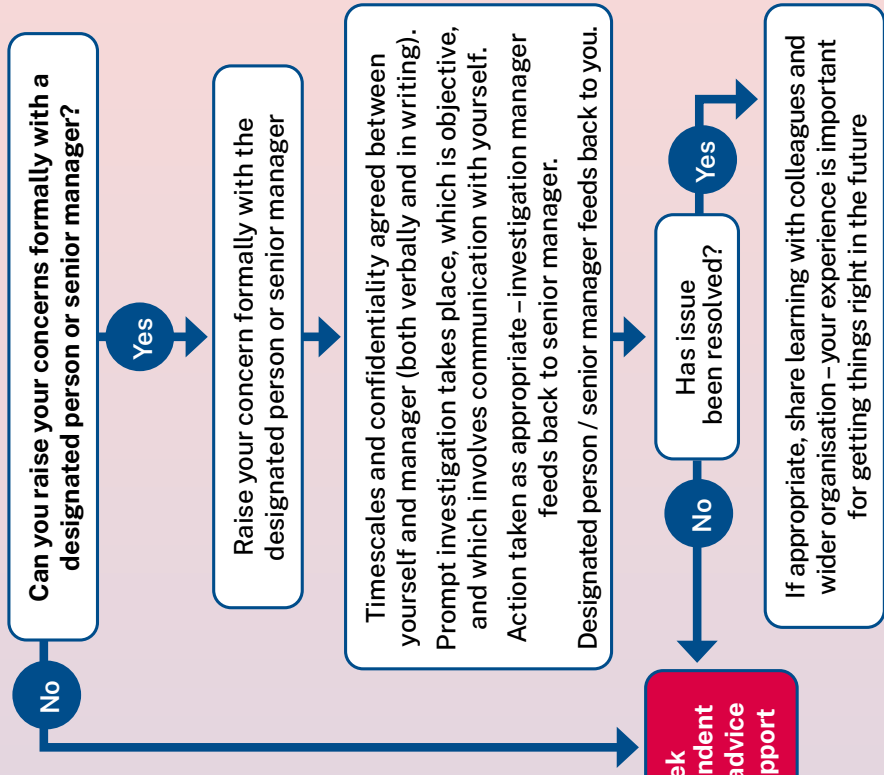 Can you raise your concerns formally with a
designated person or senior manager?
No
Yes
Raise your concern formally with the
designated person or senior manager
Timescales and confidentiality agreed between
yourself and manager (both verbally and in writing).
Prompt investigation takes place, which is objective,
and which involves communication with yourself.
Action taken as appropriate – investigation manager
feeds back to senior manager.
Designated person / senior manager feeds back to you.
Has issue
been resolved?
No
Yes
advice
If appropriate, share learning with colleagues and
wider organisation – your experience is important
for getting things right in the future